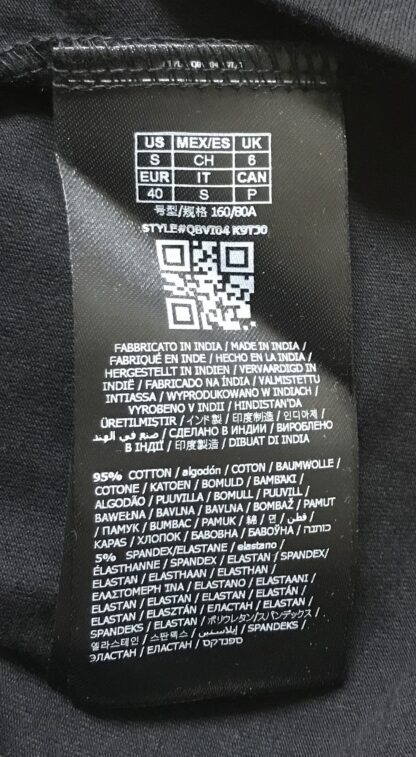 US MEX/ES UK
S CH 6
EUR IT CAN
40 S P
号型/规格 160/80A
STYLE#QBVI04 K9TJ0
FABBRICATO IN INDIA / MADE IN INDIA /
FABRIQUÉ EN INDE / HECHO EN LA INDIA /
HERGESTELLT IN INDIEN / VERVAARDIGD IN
INDIË / FABRICADO NA ÍNDIA / VALMISTETTU
INTIASSA / WYPRODUKOWANO W INDIACH /
VYROBENO V INDII / HINDISTAN'DA
ÜRETILMISTIR / インド製 / 印度制造 / 인디아제 /
صنع في الهند / СДЕЛАНО В ИНДИИ / ВИРОБЛЕНО
В ІНДІЇ / 印度製造 / DIBUAT DI INDIA
95% COTTON / algodón / COTON / BAUMWOLLE /
COTONE / KATOEN / BOMULD / ΒΑΜΒΑΚΙ /
ALGODÃO / PUUVILLA / BOMULL / PUUVILL /
BAWEŁNA / BAVLNA / BAVLNA / BOMBAŽ / PAMUT
/ ПАМУК / BUMBAC / PAMUK / 綿 / 면 / قطن /
KAPAS / ХЛОПОК / БАВОВНА / БАВОЎНА / כותנה
5% SPANDEX/ELASTANE / elastano /
ÉLASTHANNE / SPANDEX / ELASTAN / SPANDEX/
ELASTAN / ELASTHAAN / ELASTHAN /
ΕΛΑΣΤΟΜΕΡΗ ΊΝΑ / ELASTANO / ELASTAANI /
ELASTAN / ELASTAAN / ELASTAN / ELASTÁN /
ELASTAN / ELASZTÁN / ЕЛАСТАН / ELASTAN /
SPANDEKS / ELASTAN / ポリウレタン/スパンデックス /
엘라스테인 / 스판덱스 / إيلاستين / SPANDEKS /
ЭЛАСТАН / ЕЛАСТАН / ספנדקס